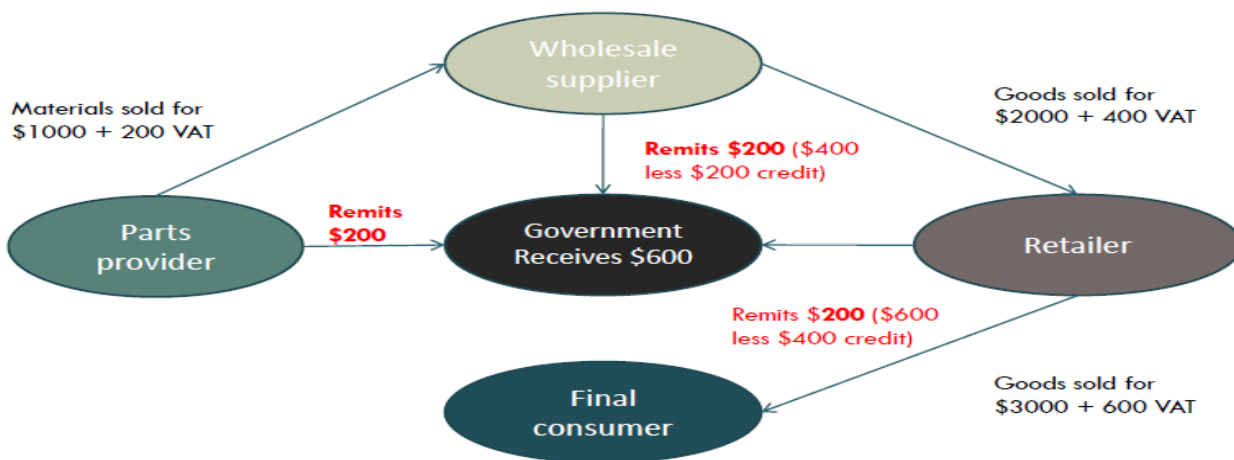 Wholesale
supplier
Materials sold for
$1000 + 200 VAT
Goods sold for
$2000 + 400 VAT
Remits $200 ($400
less $200 credit)
Parts
provider
Remits
$200
Government
Receives $600
Retailer
Remits $200 ($600
less $400 credit)
Final
consumer
Goods sold for
$3000 + 600 VAT